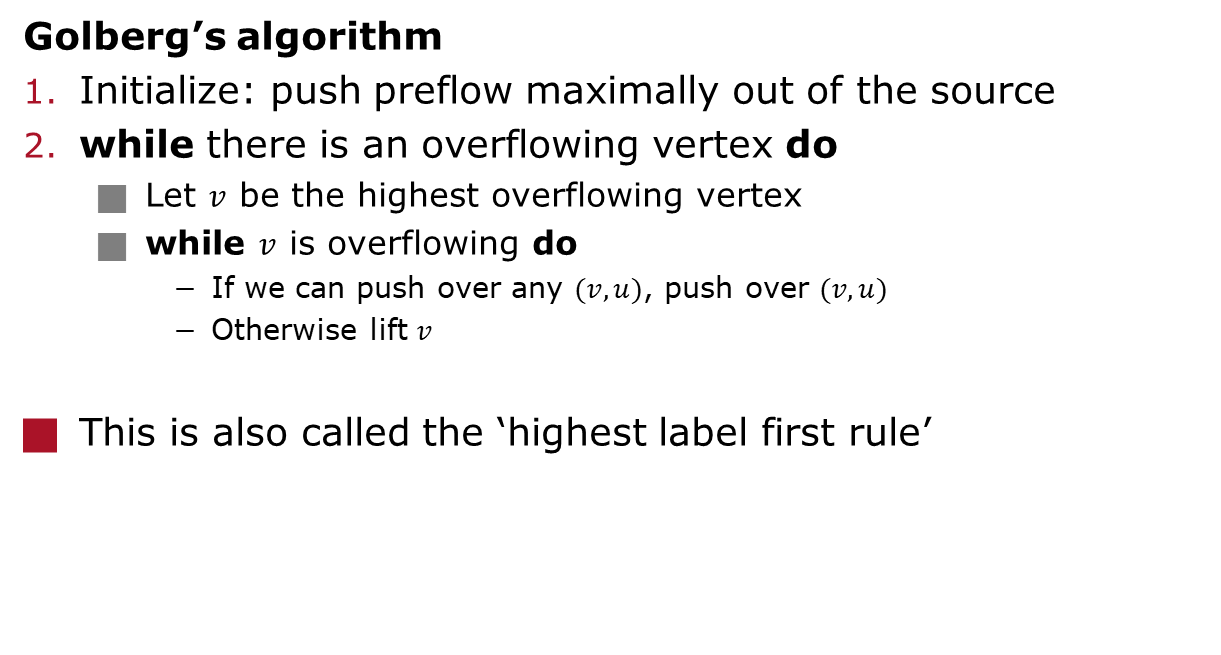 Golberg’s algorithm
1. Initialize: push preflow maximally out of the source
2. while there is an overflowing vertex do
Let 𝑣 be the highest overflowing vertex
while 𝑣 is overflowing do
– If we can push over any (𝑣,𝑢), push over (𝑣,𝑢)
– Otherwise lift 𝑣
This is also called the ‘highest label first rule’